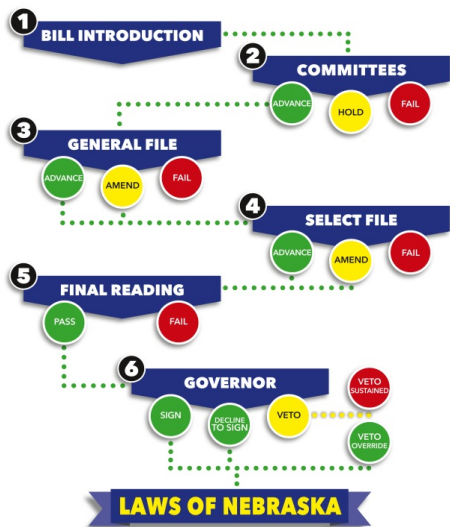 1
BILL INTRODUCTION
2
COMMITTEES
ADVANCE
HOLD
FAIL
3
GENERAL FILE
ADVANCE
AMEND
FAIL
4
SELECT FILE
ADVANCE
AMEND
FAIL
5
FINAL READING
PASS
FAIL
6
GOVERNOR
SIGN
DECLINE
TO SIGN
VETO
VETO
SUSTAINED
VETO
OVERRIDE
LAWS OF NEBRASKA